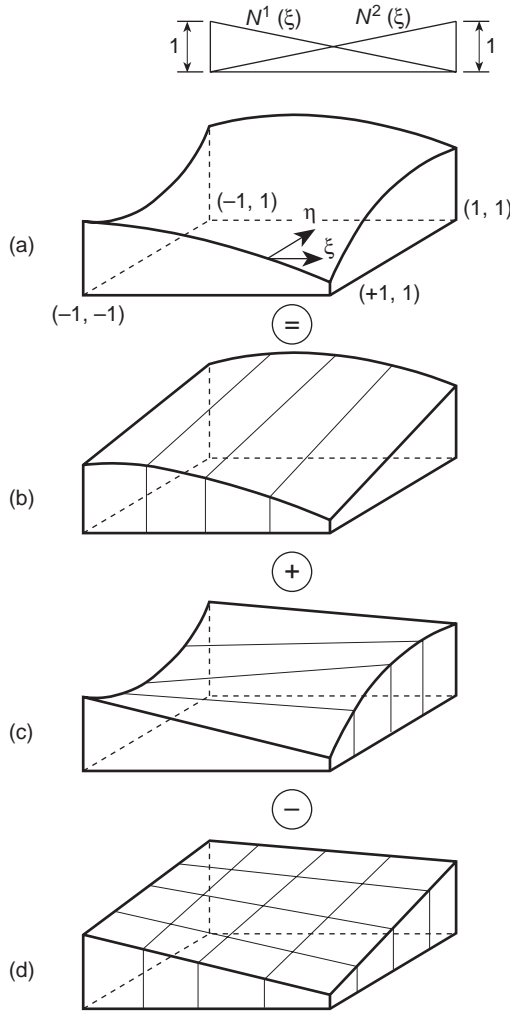 N¹ (ξ) N² (ξ)
1 1
(–1, 1) (1, 1)
η
(a) ξ
(–1, –1) (+1, 1)
=
(b)
+
(c)
–
(d)